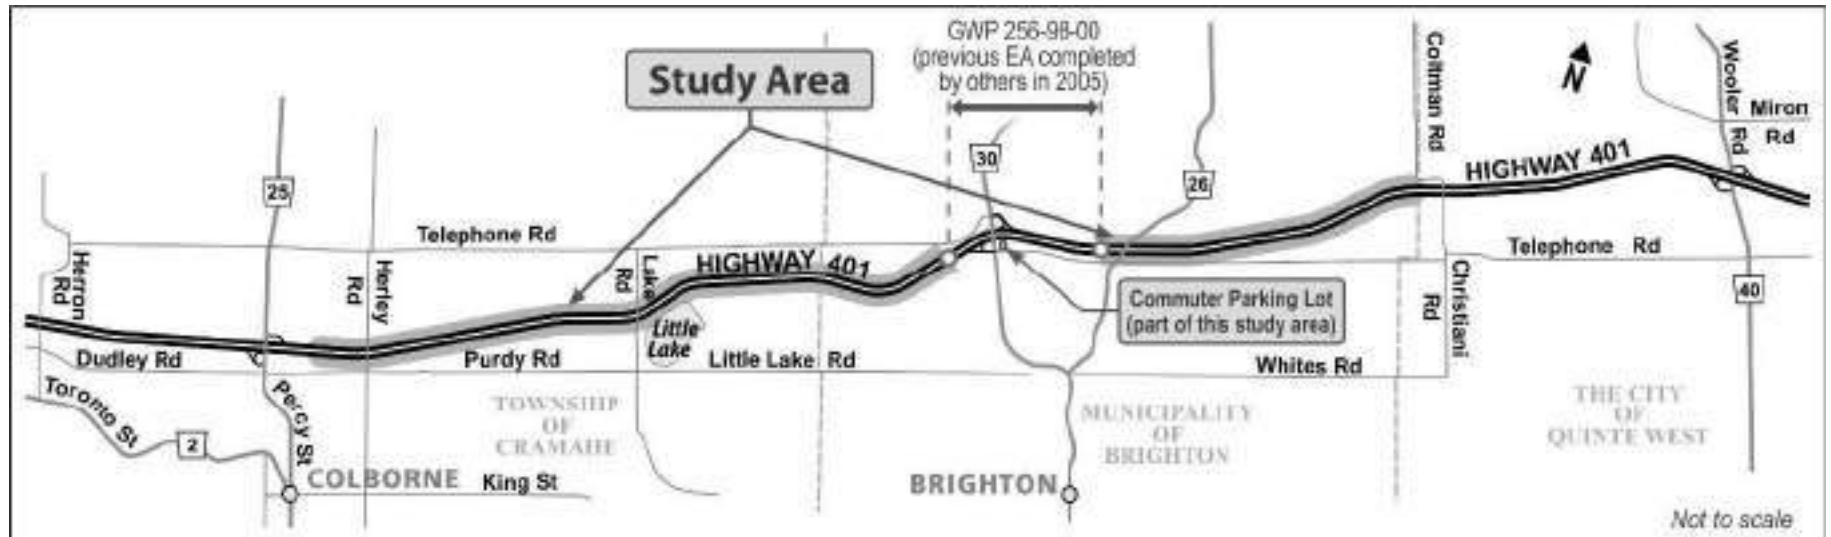 GWP 256-98-00
(previous EA completed
by others in 2005)
Study Area
Coltman Rd
Wooler Rd
Miron
Rd
N
30
26
25
HIGHWAY 401
Telephone Rd
Telephone Rd
Herron
Rd
Herley
Rd
Lake
Rd
HIGHWAY 401
Christiani
Rd
40
Commuter Parking Lot
(part of this study area)
Little
Lake
Dudley Rd
Purdy Rd
Little Lake Rd
Whites Rd
Toronto St
Percy St
2
TOWNSHIP
OF
CRAMAHE
MUNICIPALITY
OF
BRIGHTON
THE CITY
OF
QUINTE WEST
COLBORNE
King St
BRIGHTON
Not to scale